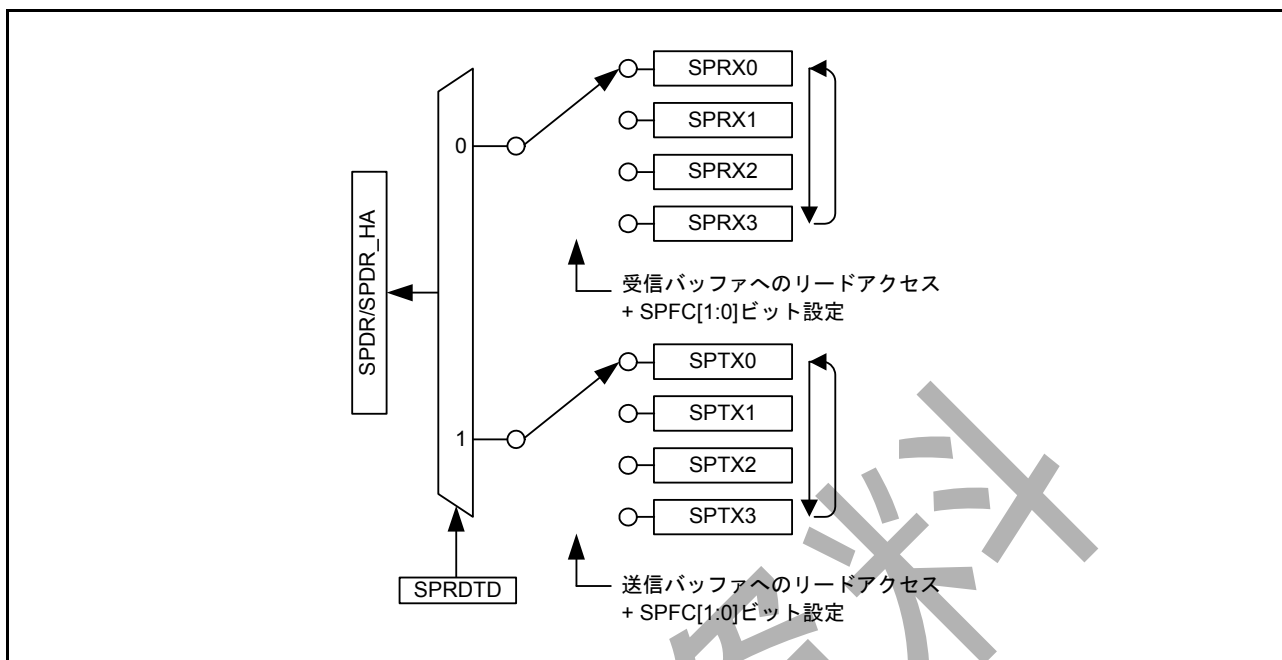 SPRX0
SPRX1
0
SPRX2
SPRX3
SPDR/SPDR_HA
受信バッファへのリードアクセス
+ SPFC[1:0]ビット設定
SPTX0
SPTX1
1
SPTX2
SPTX3
SPRDTD
送信バッファへのリードアクセス
+ SPFC[1:0]ビット設定